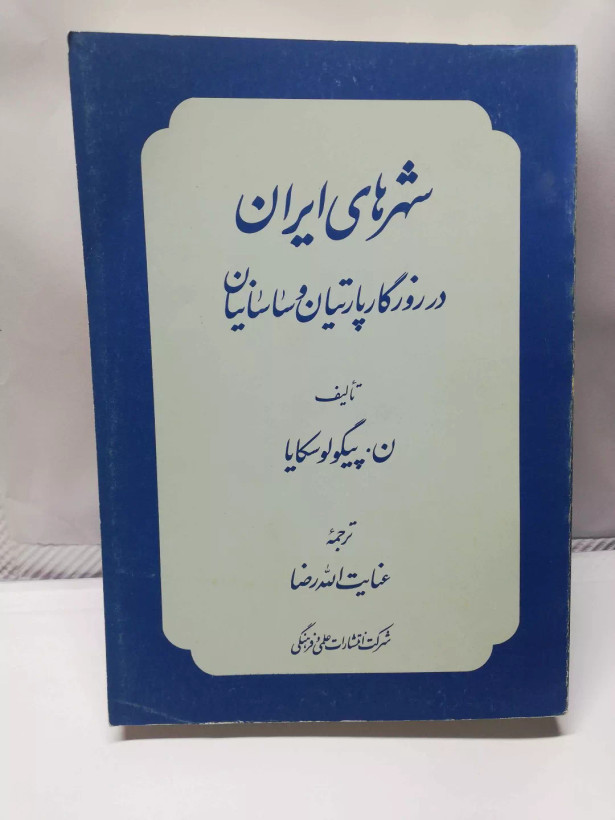 شهرهای ایران
در روزگار پارتیان و ساسانیان
تألیف
ن. پیگولوسکایا
ترجمهٔ
عنایت‌الله رضا
شرکت انتشارات علمی و فرهنگی